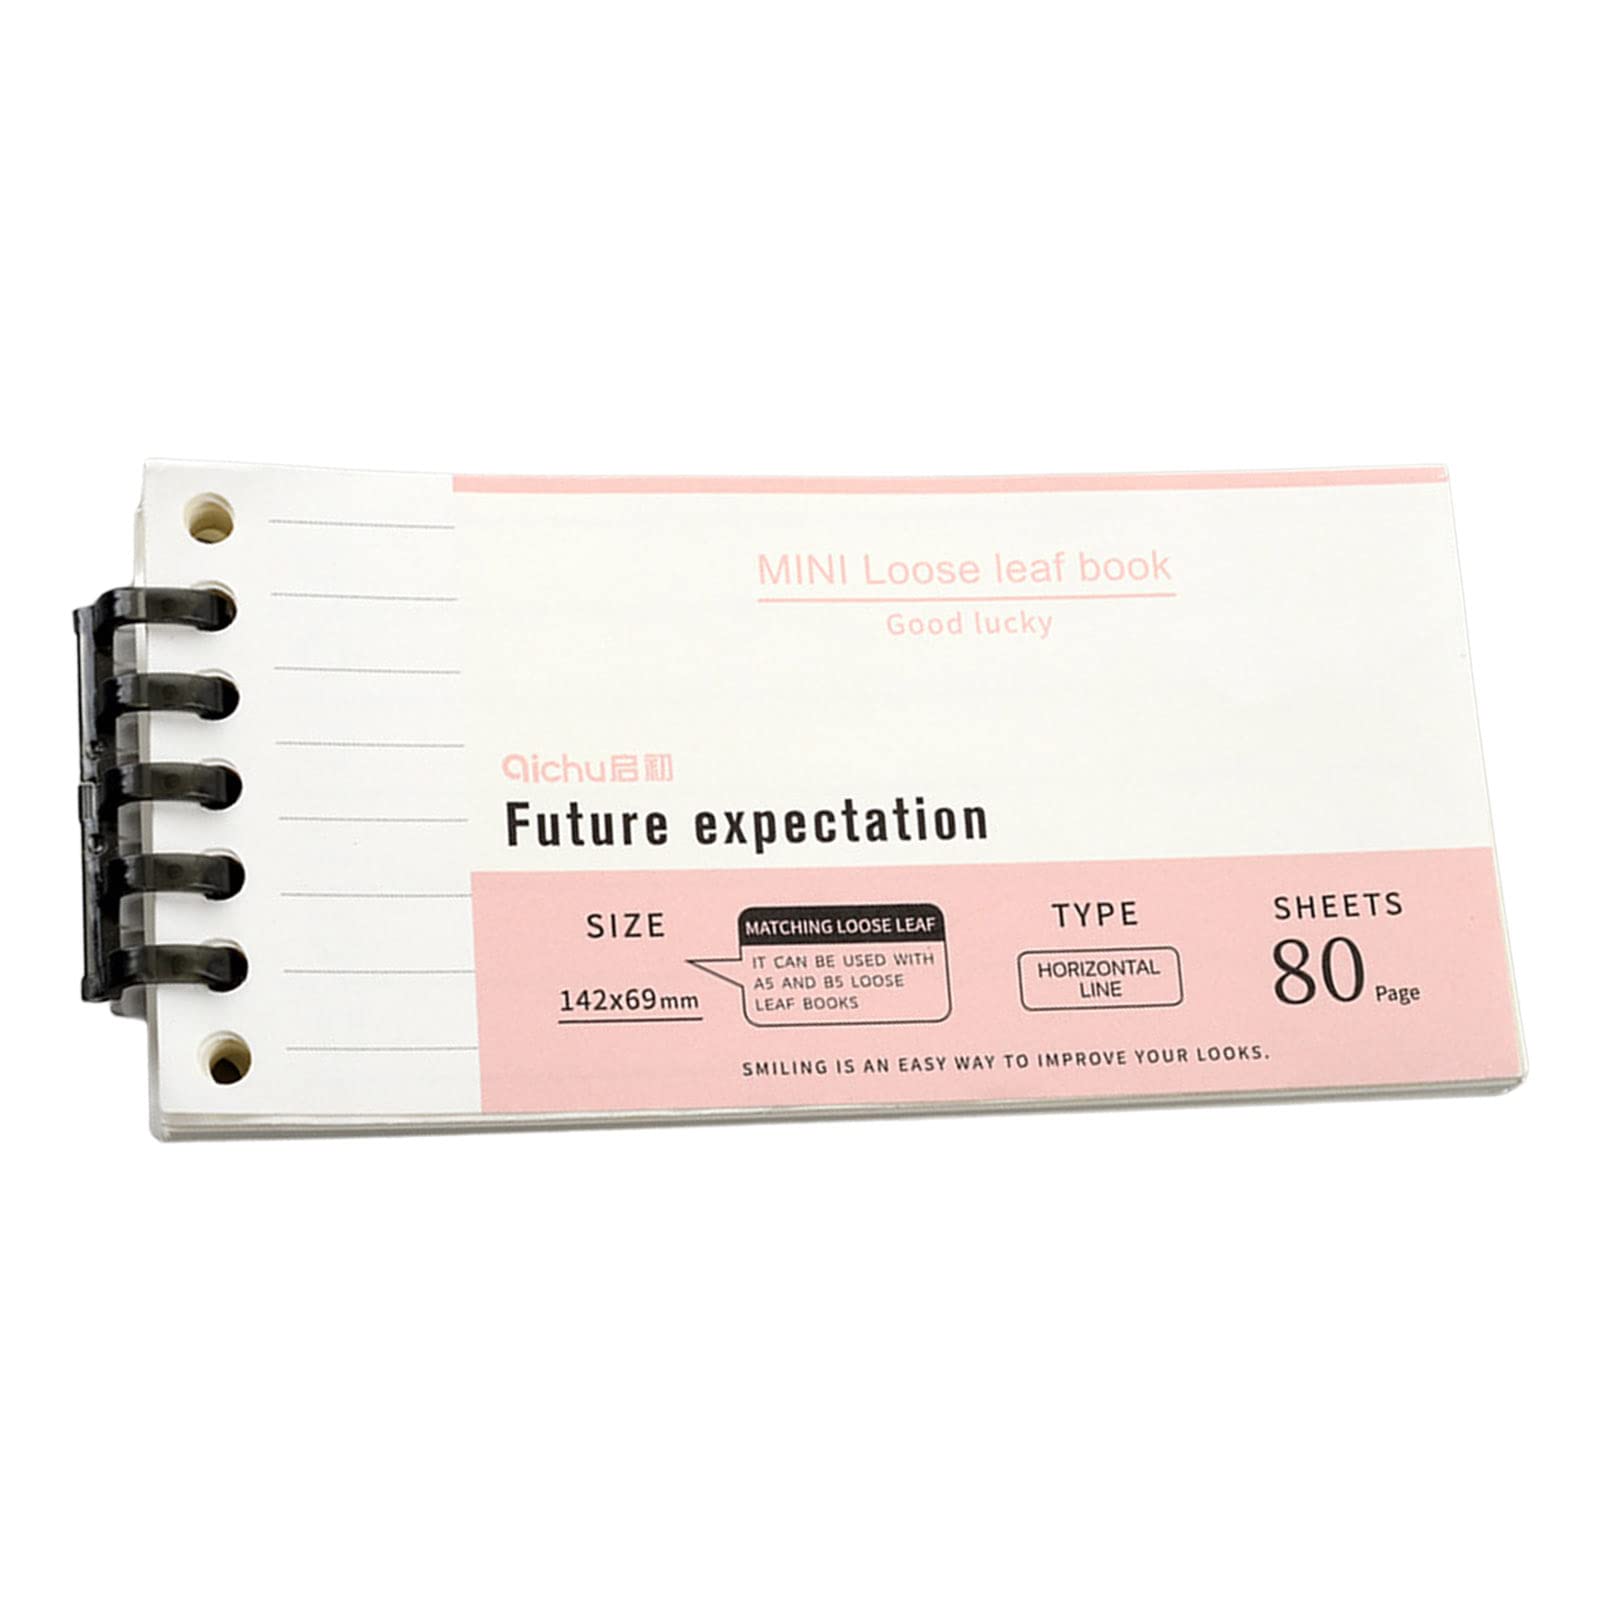 MINI Loose leaf book
Good lucky
qichu启初
Future expectation
SIZE
142x69mm
MATCHING LOOSE LEAF
IT CAN BE USED WITH
A5 AND B5 LOOSE
LEAF BOOKS
TYPE
HORIZONTAL
LINE
SHEETS
80 Page
SMILING IS AN EASY WAY TO IMPROVE YOUR LOOKS.